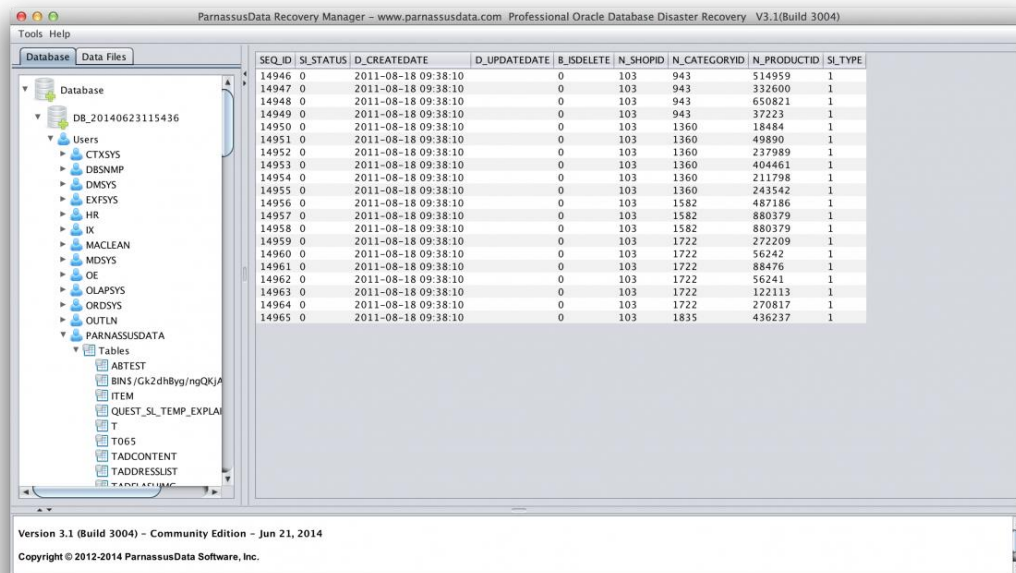 ParnassusData Recovery Manager – www.parnassusdata.com Professional Oracle Database Disaster Recovery V3.1(Build 3004)
Tools Help
Database Data Files
Database
DB_20140623115436
Users
CTXSYS
DBSNMP
DMSYS
EXFSYS
HR
IX
MACLEAN
MDSYS
OE
OLAPSYS
ORDSYS
OUTLN
PARNASSUSDATA
Tables
ABTEST
BIN$/Gk2dhByg/ngQKjA
ITEM
QUEST_SL_TEMP_EXPLAI
T
T065
TADCONTENT
TADDRESSLIST
SEQ_ID SI_STATUS D_CREATEDATE D_UPDATEDATE B_ISDELETE N_SHOPID N_CATEGORYID N_PRODUCTID SI_TYPE
14946 0 2011-08-18 09:38:10 0 103 943 514959 1
14947 0 2011-08-18 09:38:10 0 103 943 332600 1
14948 0 2011-08-18 09:38:10 0 103 943 650821 1
14949 0 2011-08-18 09:38:10 0 103 943 37223 1
14950 0 2011-08-18 09:38:10 0 103 1360 18484 1
14951 0 2011-08-18 09:38:10 0 103 1360 49890 1
14952 0 2011-08-18 09:38:10 0 103 1360 237989 1
14953 0 2011-08-18 09:38:10 0 103 1360 404461 1
14954 0 2011-08-18 09:38:10 0 103 1360 211798 1
14955 0 2011-08-18 09:38:10 0 103 1360 243542 1
14956 0 2011-08-18 09:38:10 0 103 1582 487186 1
14957 0 2011-08-18 09:38:10 0 103 1582 880379 1
14958 0 2011-08-18 09:38:10 0 103 1582 880379 1
14959 0 2011-08-18 09:38:10 0 103 1722 272209 1
14960 0 2011-08-18 09:38:10 0 103 1722 56242 1
14961 0 2011-08-18 09:38:10 0 103 1722 88476 1
14962 0 2011-08-18 09:38:10 0 103 1722 56241 1
14963 0 2011-08-18 09:38:10 0 103 1722 122113 1
14964 0 2011-08-18 09:38:10 0 103 1722 270817 1
14965 0 2011-08-18 09:38:10 0 103 1835 436237 1
Version 3.1 (Build 3004) – Community Edition – Jun 21, 2014
Copyright © 2012-2014 ParnassusData Software, Inc.